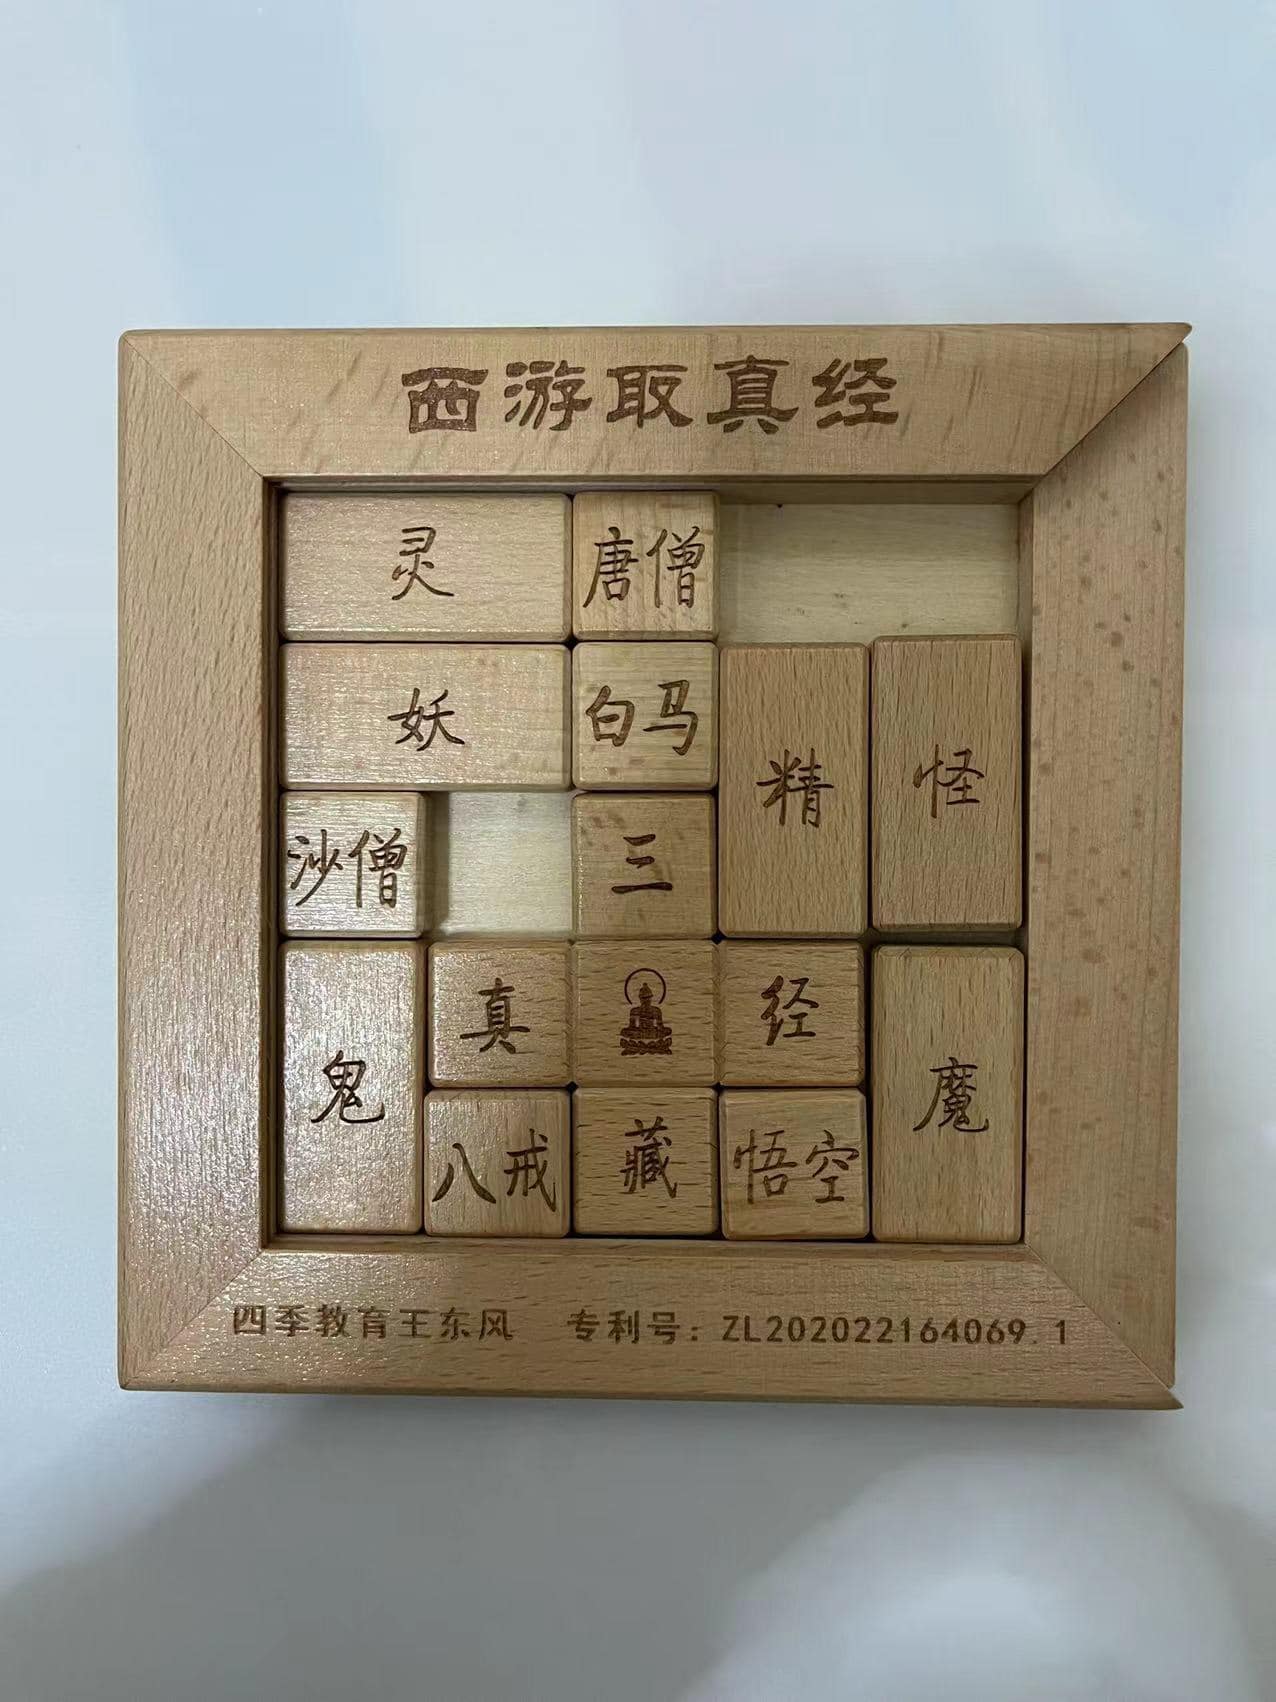 西游取真经
灵 唐僧
妖 白马 精 怪
沙僧 三
鬼 真 经 魔
八戒 藏 悟空
四季教育王东风 专利号：ZL202022164069.1